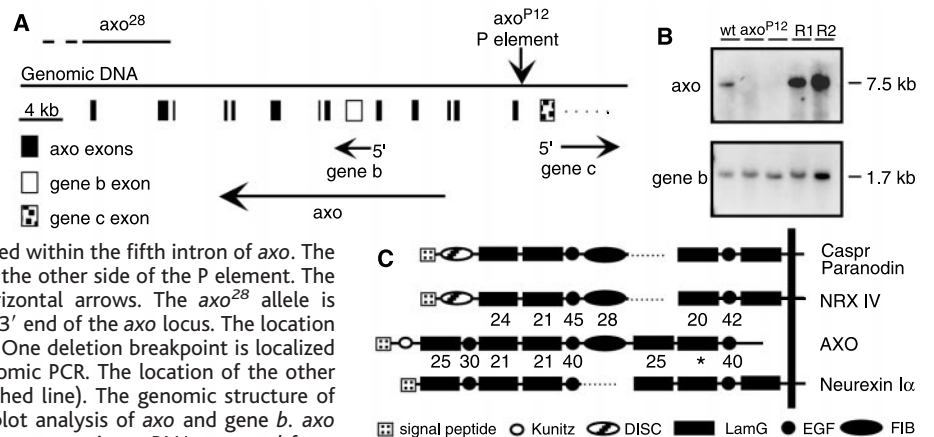 A
axo28
axoP12
P element
Genomic DNA
4 kb
axo exons
gene b exon
gene c exon
5'
gene b
axo
5'
gene c
B
wt axoP12 R1 R2
axo
7.5 kb
gene b
1.7 kb
ed within the fifth intron of axo. The
the other side of the P element. The
rizontal arrows. The axo28 allele is
3′ end of the axo locus. The location
One deletion breakpoint is localized
omic PCR. The location of the other
hed line). The genomic structure of
plot analysis of axo and gene b. axo
C
Caspr
Paranodin
NRX IV
24 21 45 28 20 42
AXO
25 30 21 21 40 25 * 40
Neurexin Iα
signal peptide Kunitz DISC LamG EGF FIB